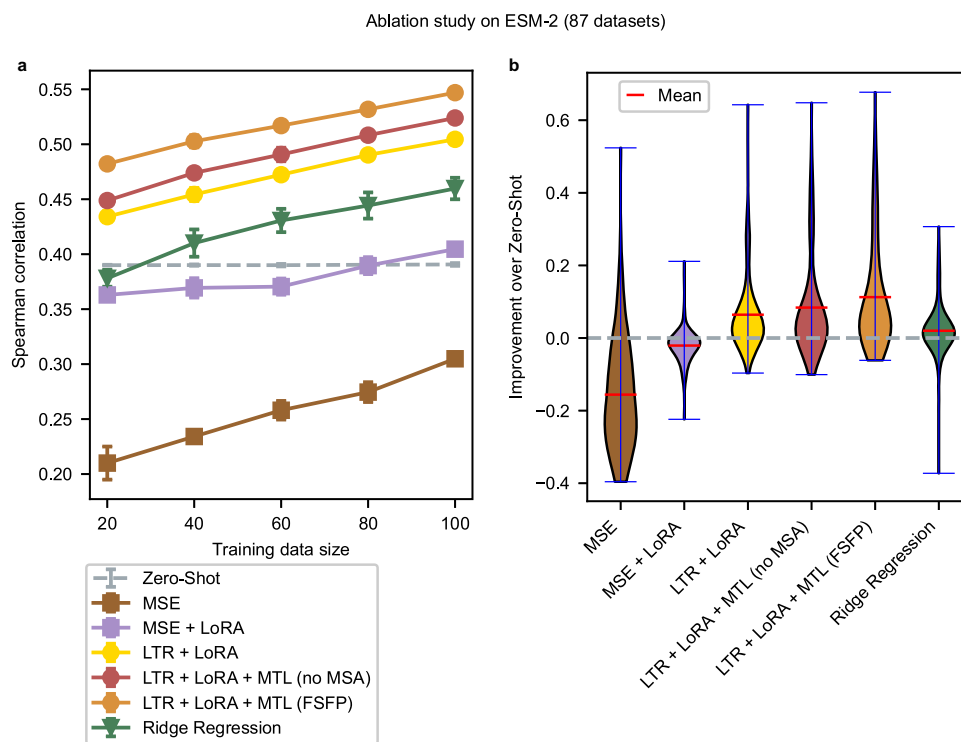 Ablation study on ESM-2 (87 datasets)
a
Spearman correlation
0.55
0.50
0.45
0.40
0.35
0.30
0.25
0.20
20 40 60 80 100
Training data size
Zero-Shot
MSE
MSE + LoRA
LTR + LoRA
LTR + LoRA + MTL (no MSA)
LTR + LoRA + MTL (FSFP)
Ridge Regression
b
Mean
Improvement over Zero-Shot
0.6
0.4
0.2
0.0
−0.2
−0.4
MSE
MSE + LoRA
LTR + LoRA
LTR + LoRA + MTL (no MSA)
LTR + LoRA + MTL (FSFP)
Ridge Regression